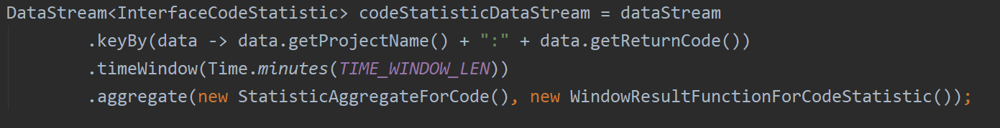 DataStream<InterfaceCodeStatistic> codeStatisticDataStream = dataStream
.keyBy(data -> data.getProjectName() + ":" + data.getReturnCode())
.timeWindow(Time.minutes(TIME_WINDOW_LEN))
.aggregate(new StatisticAggregateForCode(), new WindowResultFunctionForCodeStatistic());